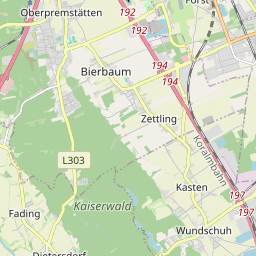 Forst
Oberpremstätten
192
192
Bierbaum
194
194
Zettling
Koralmbahn
L303
Kasten
197
Kaiserwald
197
Fading
Wundschuh
Dietersdorf